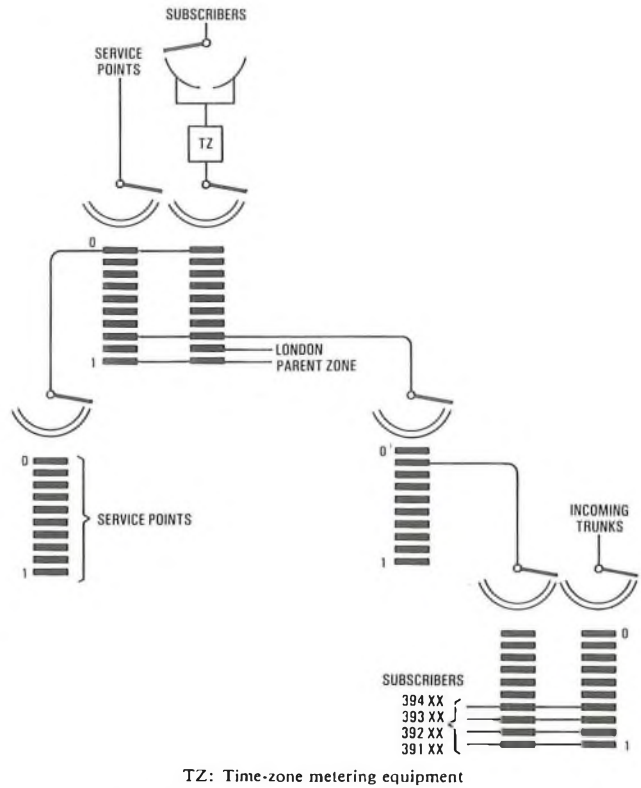 SUBSCRIBERS
SERVICE
POINTS
TZ
0
LONDON
1
PARENT ZONE
0
SERVICE POINTS
1
0
1
INCOMING
TRUNKS
0
SUBSCRIBERS
394 XX
393 XX
392 XX
391 XX
1
TZ: Time-zone metering equipment